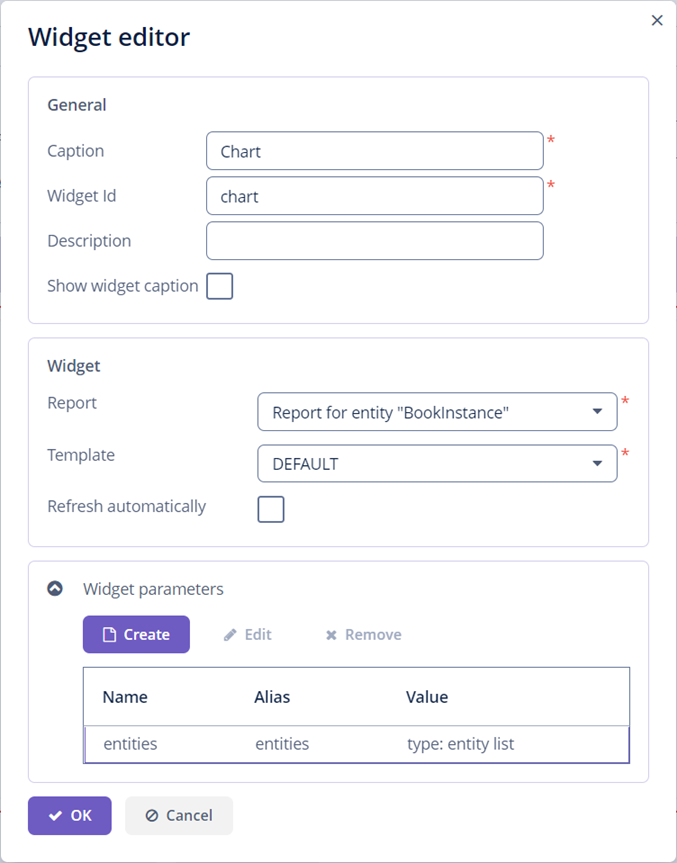 Widget editor
General
Caption Chart *
Widget Id chart *
Description
Show widget caption
Widget
Report Report for entity "BookInstance" *
Template DEFAULT *
Refresh automatically
Widget parameters
Create Edit Remove
Name Alias Value
entities entities type: entity list
OK Cancel